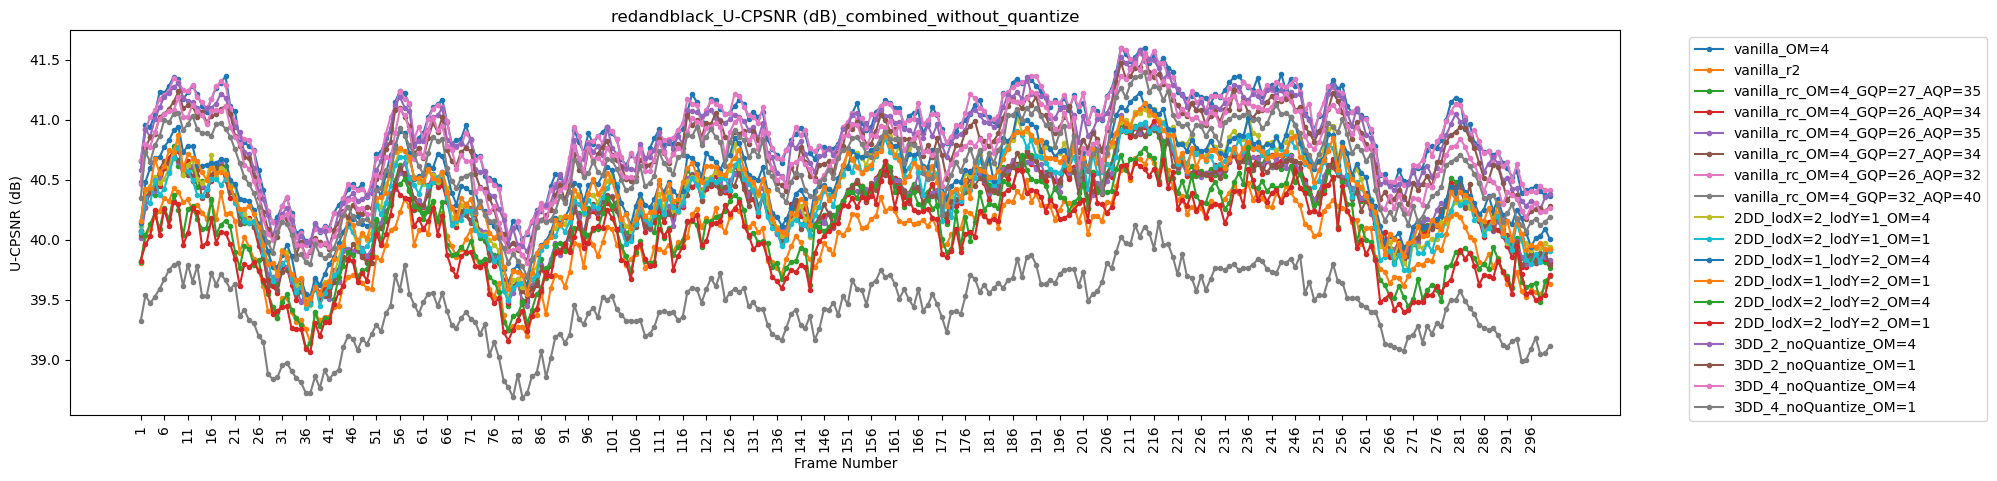 redandblack_U-CPSNR (dB)_combined_without_quantize
U-CPSNR (dB)
41.5
41.0
40.5
40.0
39.5
39.0
1 6 11 16 21 26 31 36 41 46 51 56 61 66 71 76 81 86 91 96 101 106 111 116 121 126 131 136 141 146 151 156 161 166 171 176 181 186 191 196 201 206 211 216 221 226 231 236 241 246 251 256 261 266 271 276 281 286 291 296
Frame Number
vanilla_OM=4
vanilla_r2
vanilla_rc_OM=4_GQP=27_AQP=35
vanilla_rc_OM=4_GQP=26_AQP=34
vanilla_rc_OM=4_GQP=26_AQP=35
vanilla_rc_OM=4_GQP=27_AQP=34
vanilla_rc_OM=4_GQP=26_AQP=32
vanilla_rc_OM=4_GQP=32_AQP=40
2DD_lodX=2_lodY=1_OM=4
2DD_lodX=2_lodY=1_OM=1
2DD_lodX=1_lodY=2_OM=4
2DD_lodX=1_lodY=2_OM=1
2DD_lodX=2_lodY=2_OM=4
2DD_lodX=2_lodY=2_OM=1
3DD_2_noQuantize_OM=4
3DD_2_noQuantize_OM=1
3DD_4_noQuantize_OM=4
3DD_4_noQuantize_OM=1